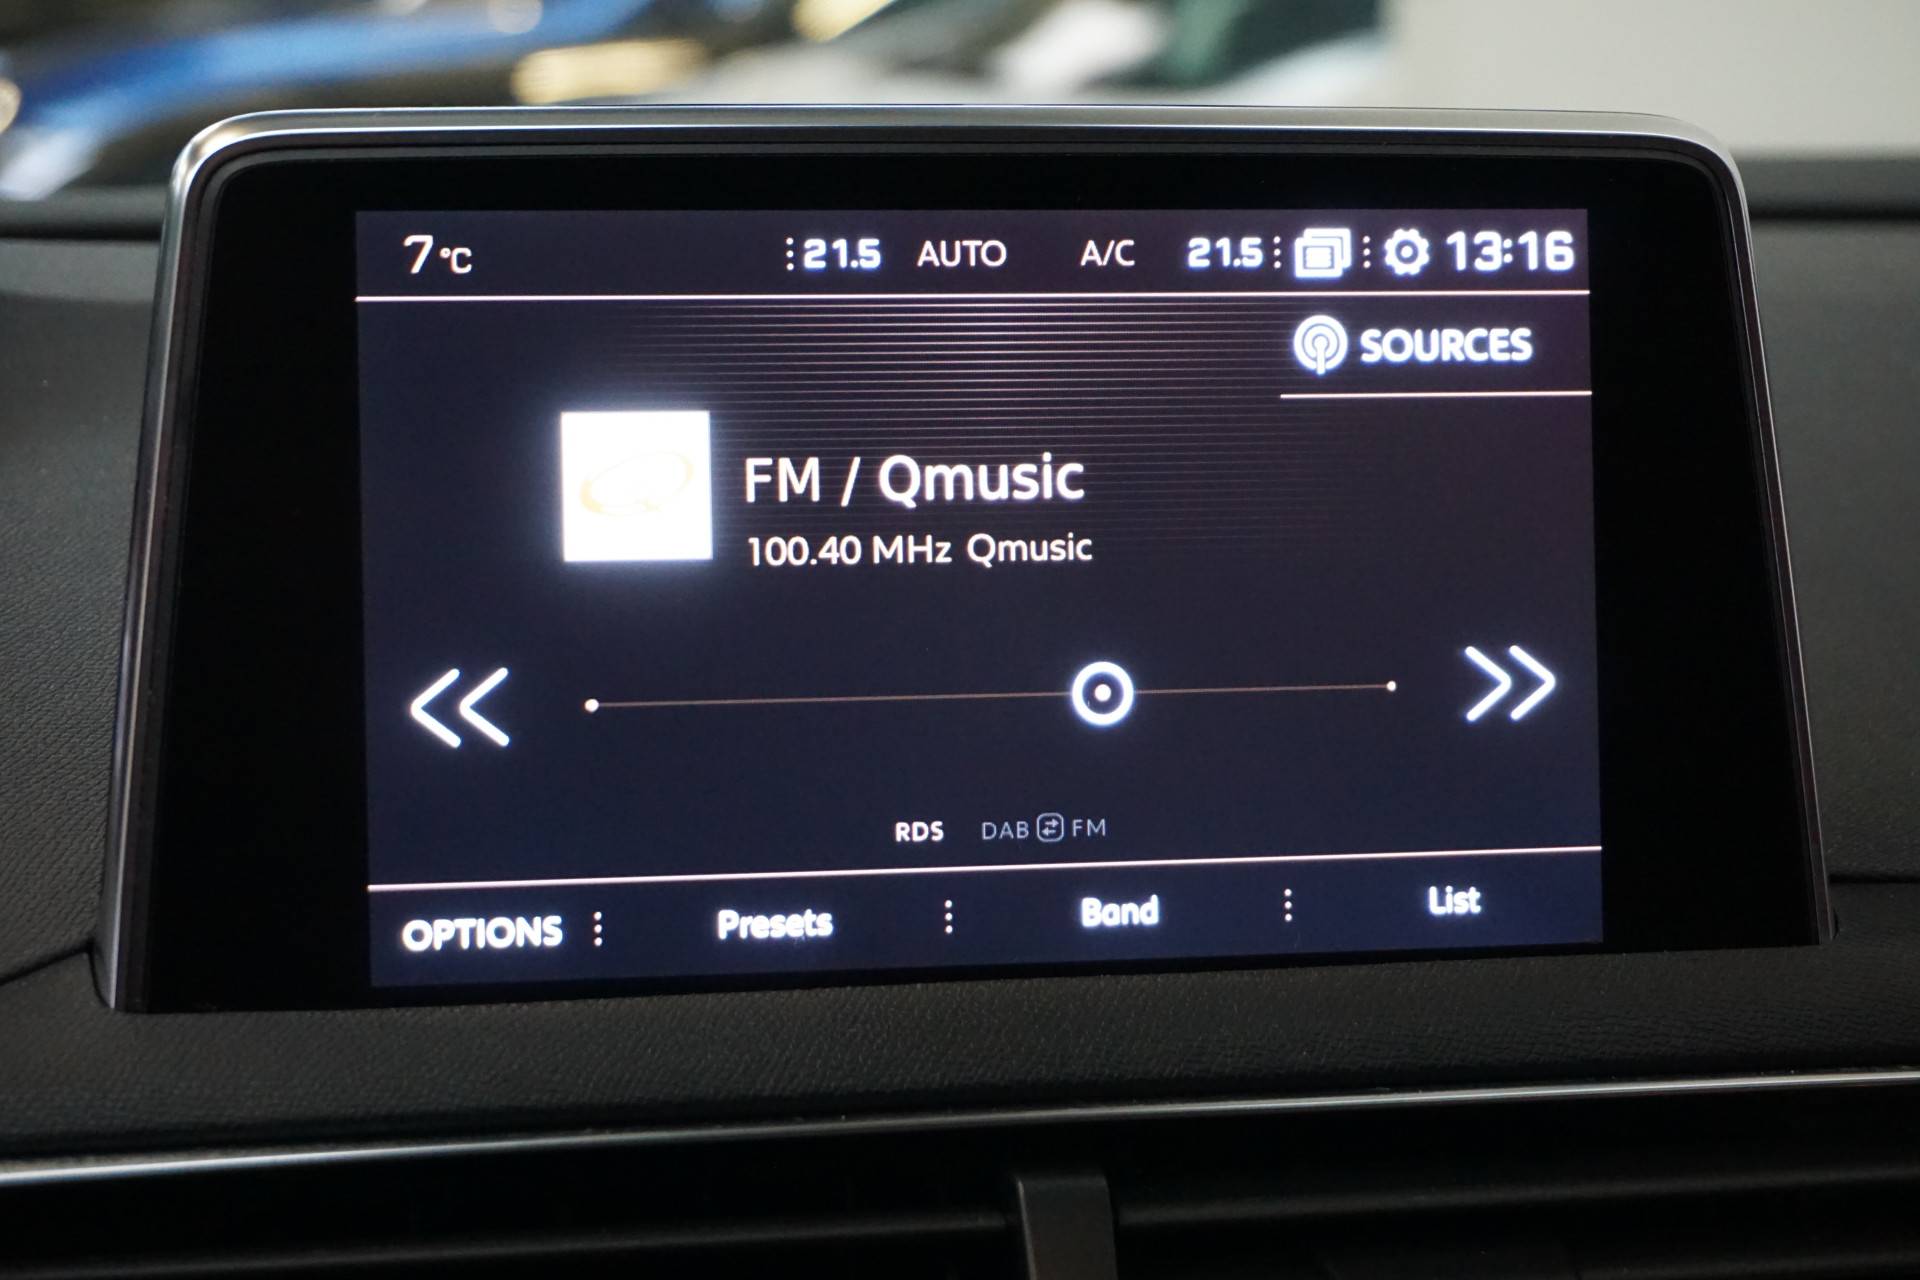 7 °C 21.5 AUTO A/C 21.5 13:16
SOURCES
FM / Qmusic
100.40 MHz Qmusic
RDS DAB FM
OPTIONS Presets Band List